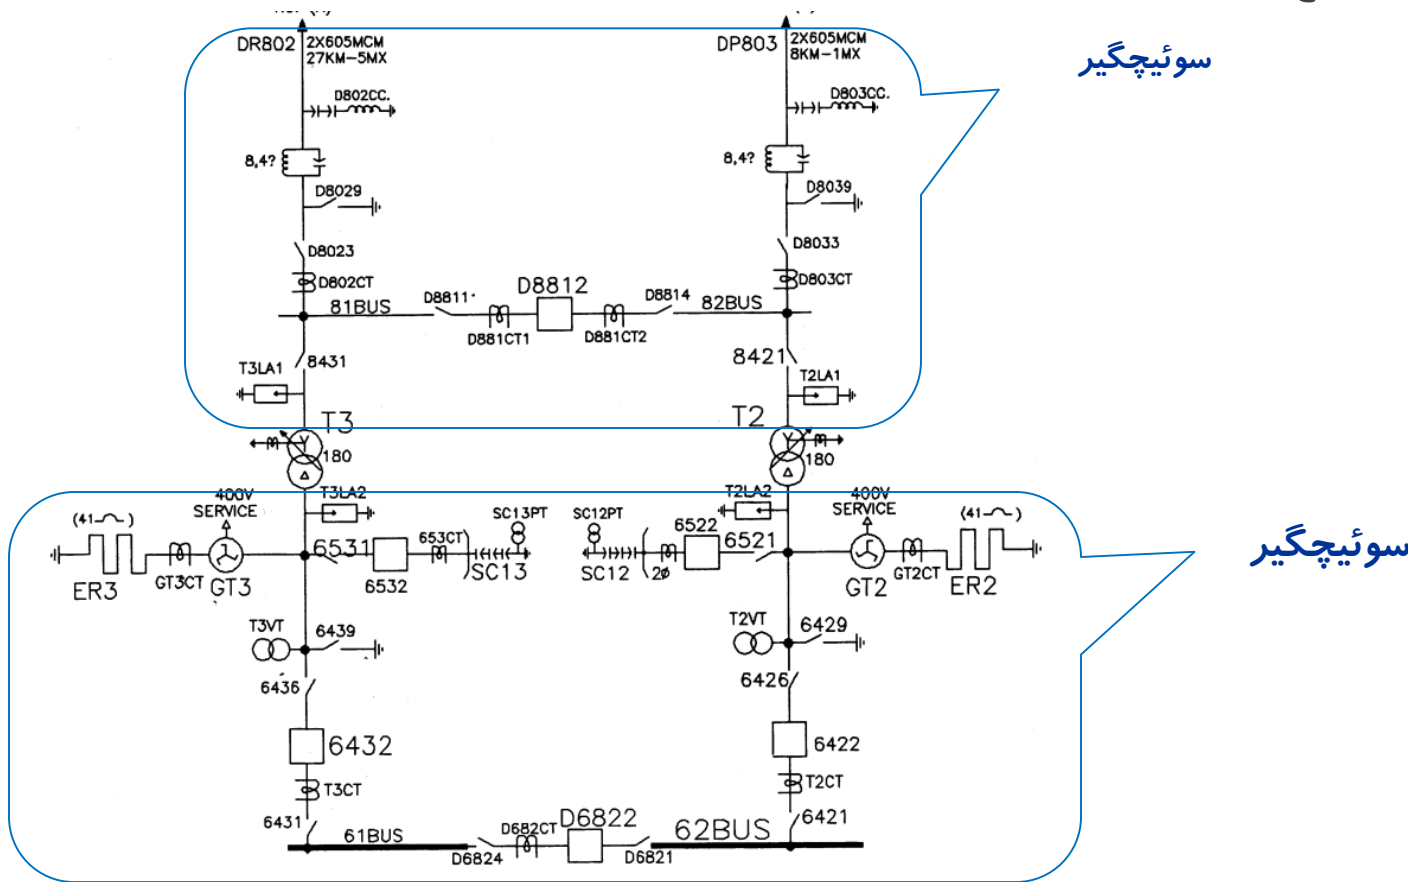 DR802
2X605MCM
27KM-5MX
DP803
2X605MCM
8KM-1MX
سوئیچگیر
D802CC.
D803CC.
8,4?
8,4?
D8029
D8039
D8023
D8033
D802CT
D803CT
81BUS
D8811
D8812
D8814
82BUS
D881CT1
D881CT2
8431
8421
T3LA1
T2LA1
T3
T2
180
180
400V
SERVICE
T3LA2
T2LA2
400V
SERVICE
(41 )
SC13PT
SC12PT
(41 )
6531
653CT
6522
6521
ER3
GT3CT
GT3
6532
SC13
SC12
2ø
GT2
GT2CT
ER2
سوئیچگیر
T3VT
6439
T2VT
6429
6436
6426
6432
6422
T3CT
T2CT
6431
61BUS
D682CT
D6822
62BUS
6421
D6824
D6821